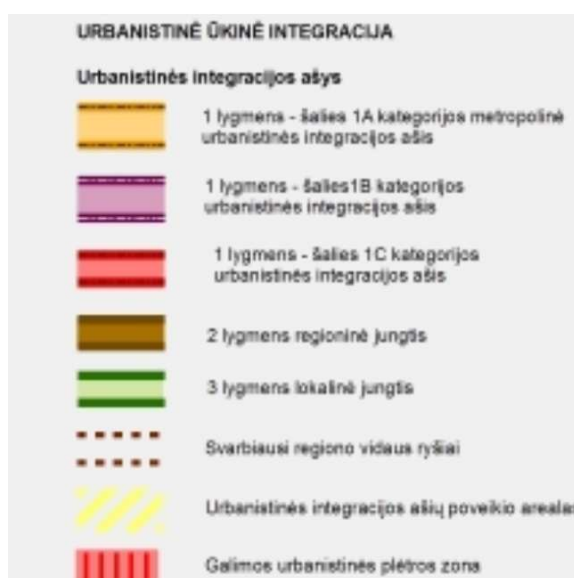 URBANISTINĖ ŪKINĖ INTEGRACIJA
Urbanistinės integracijos ašys
1 lygmens - šalies 1A kategorijos metropolinė
urbanistinės integracijos ašis
1 lygmens - šalies1B kategorijos
urbanistinės integracijos ašis
1 lygmens - šalies 1C kategorijos
urbanistinės integracijos ašis
2 lygmens regioninė jungtis
3 lygmens lokalinė jungtis
Svarbiausi regiono vidaus ryšiai
Urbanistinės integracijos ašių poveikio arealas
Galimos urbanistinės plėtros zona